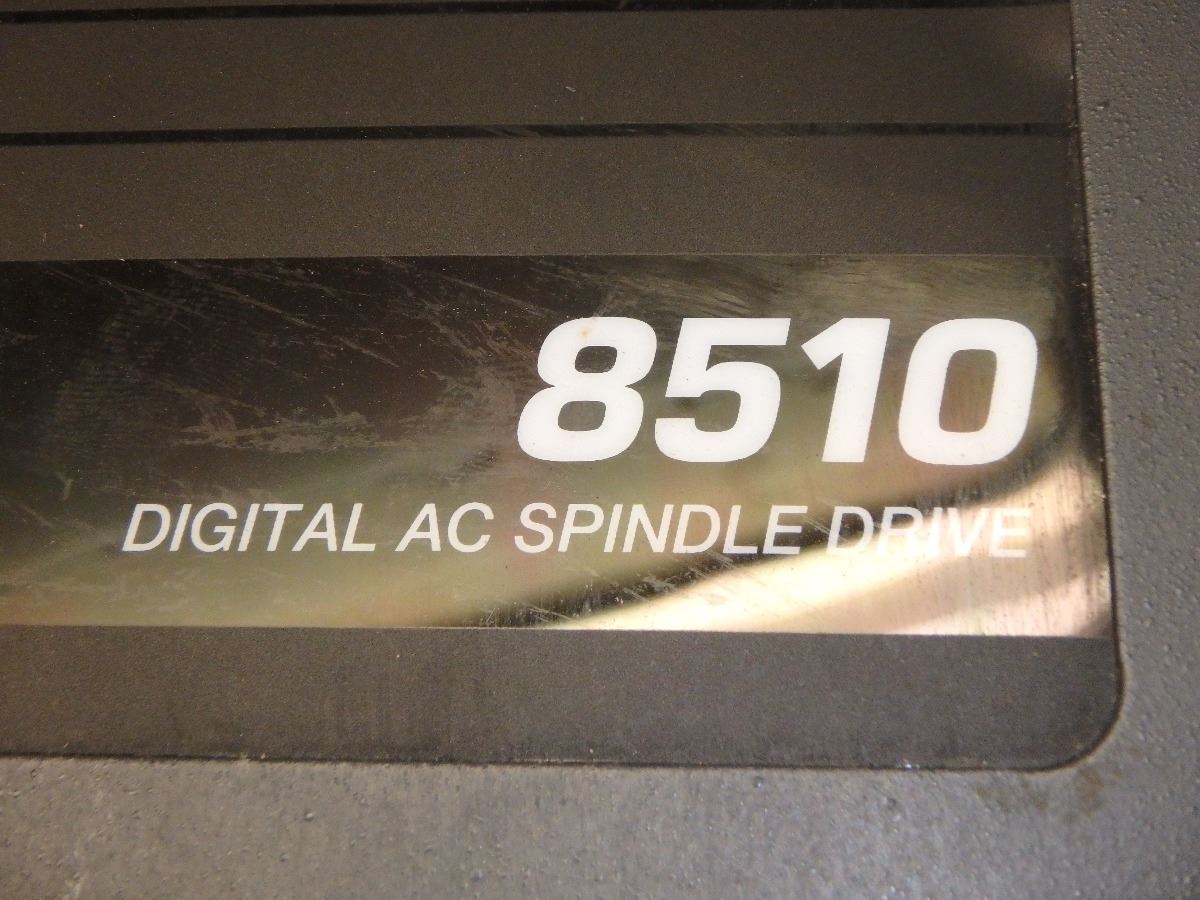 8510
DIGITAL AC SPINDLE DRIVE